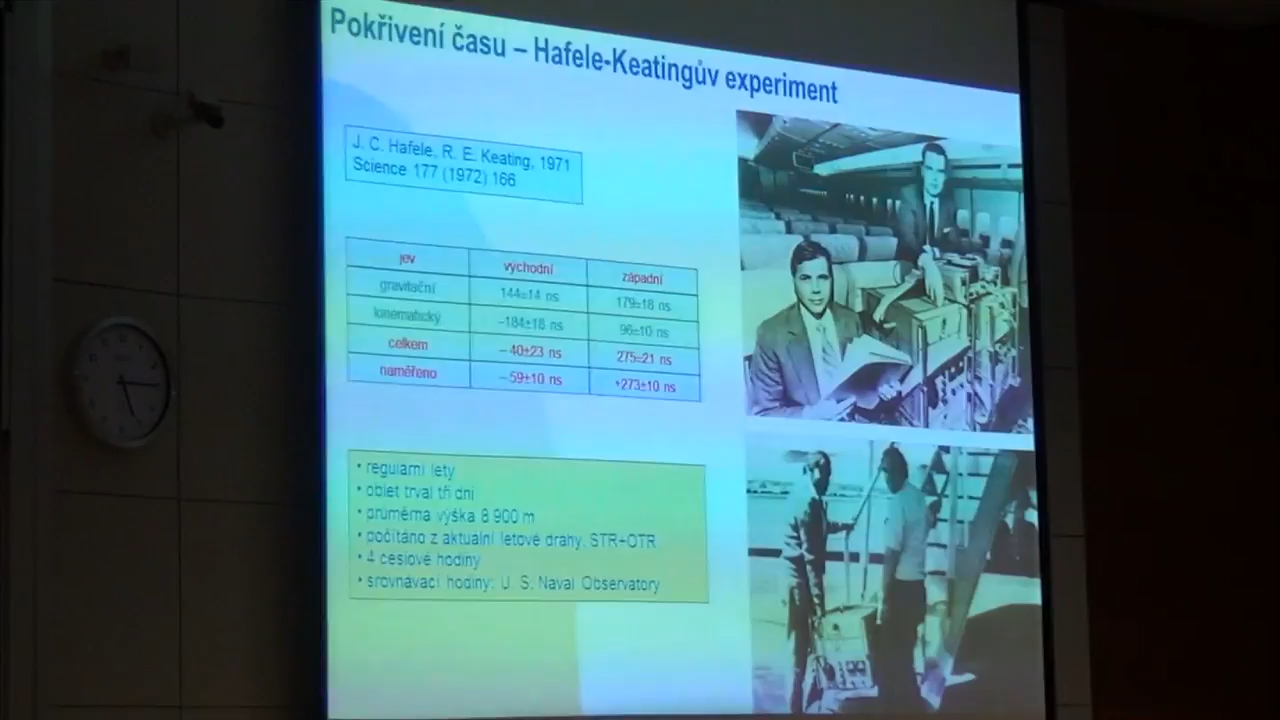 Pokřivení času – Hafele-Keatingův experiment
J. C. Hafele, R. E. Keating, 1971
Science 177 (1972) 166
jev východní západní
gravitační 144±14 ns 179±18 ns
kinematický –184±18 ns 96±10 ns
celkem – 40±23 ns 275±21 ns
naměřeno – 59±10 ns +273±10 ns
• regulární lety
• oblet trval tři dni
• průměrná výška 8 900 m
• počítáno z aktuální letové dráhy, STR+OTR
• 4 cesiové hodiny
• srovnávací hodiny: U. S. Naval Observatory